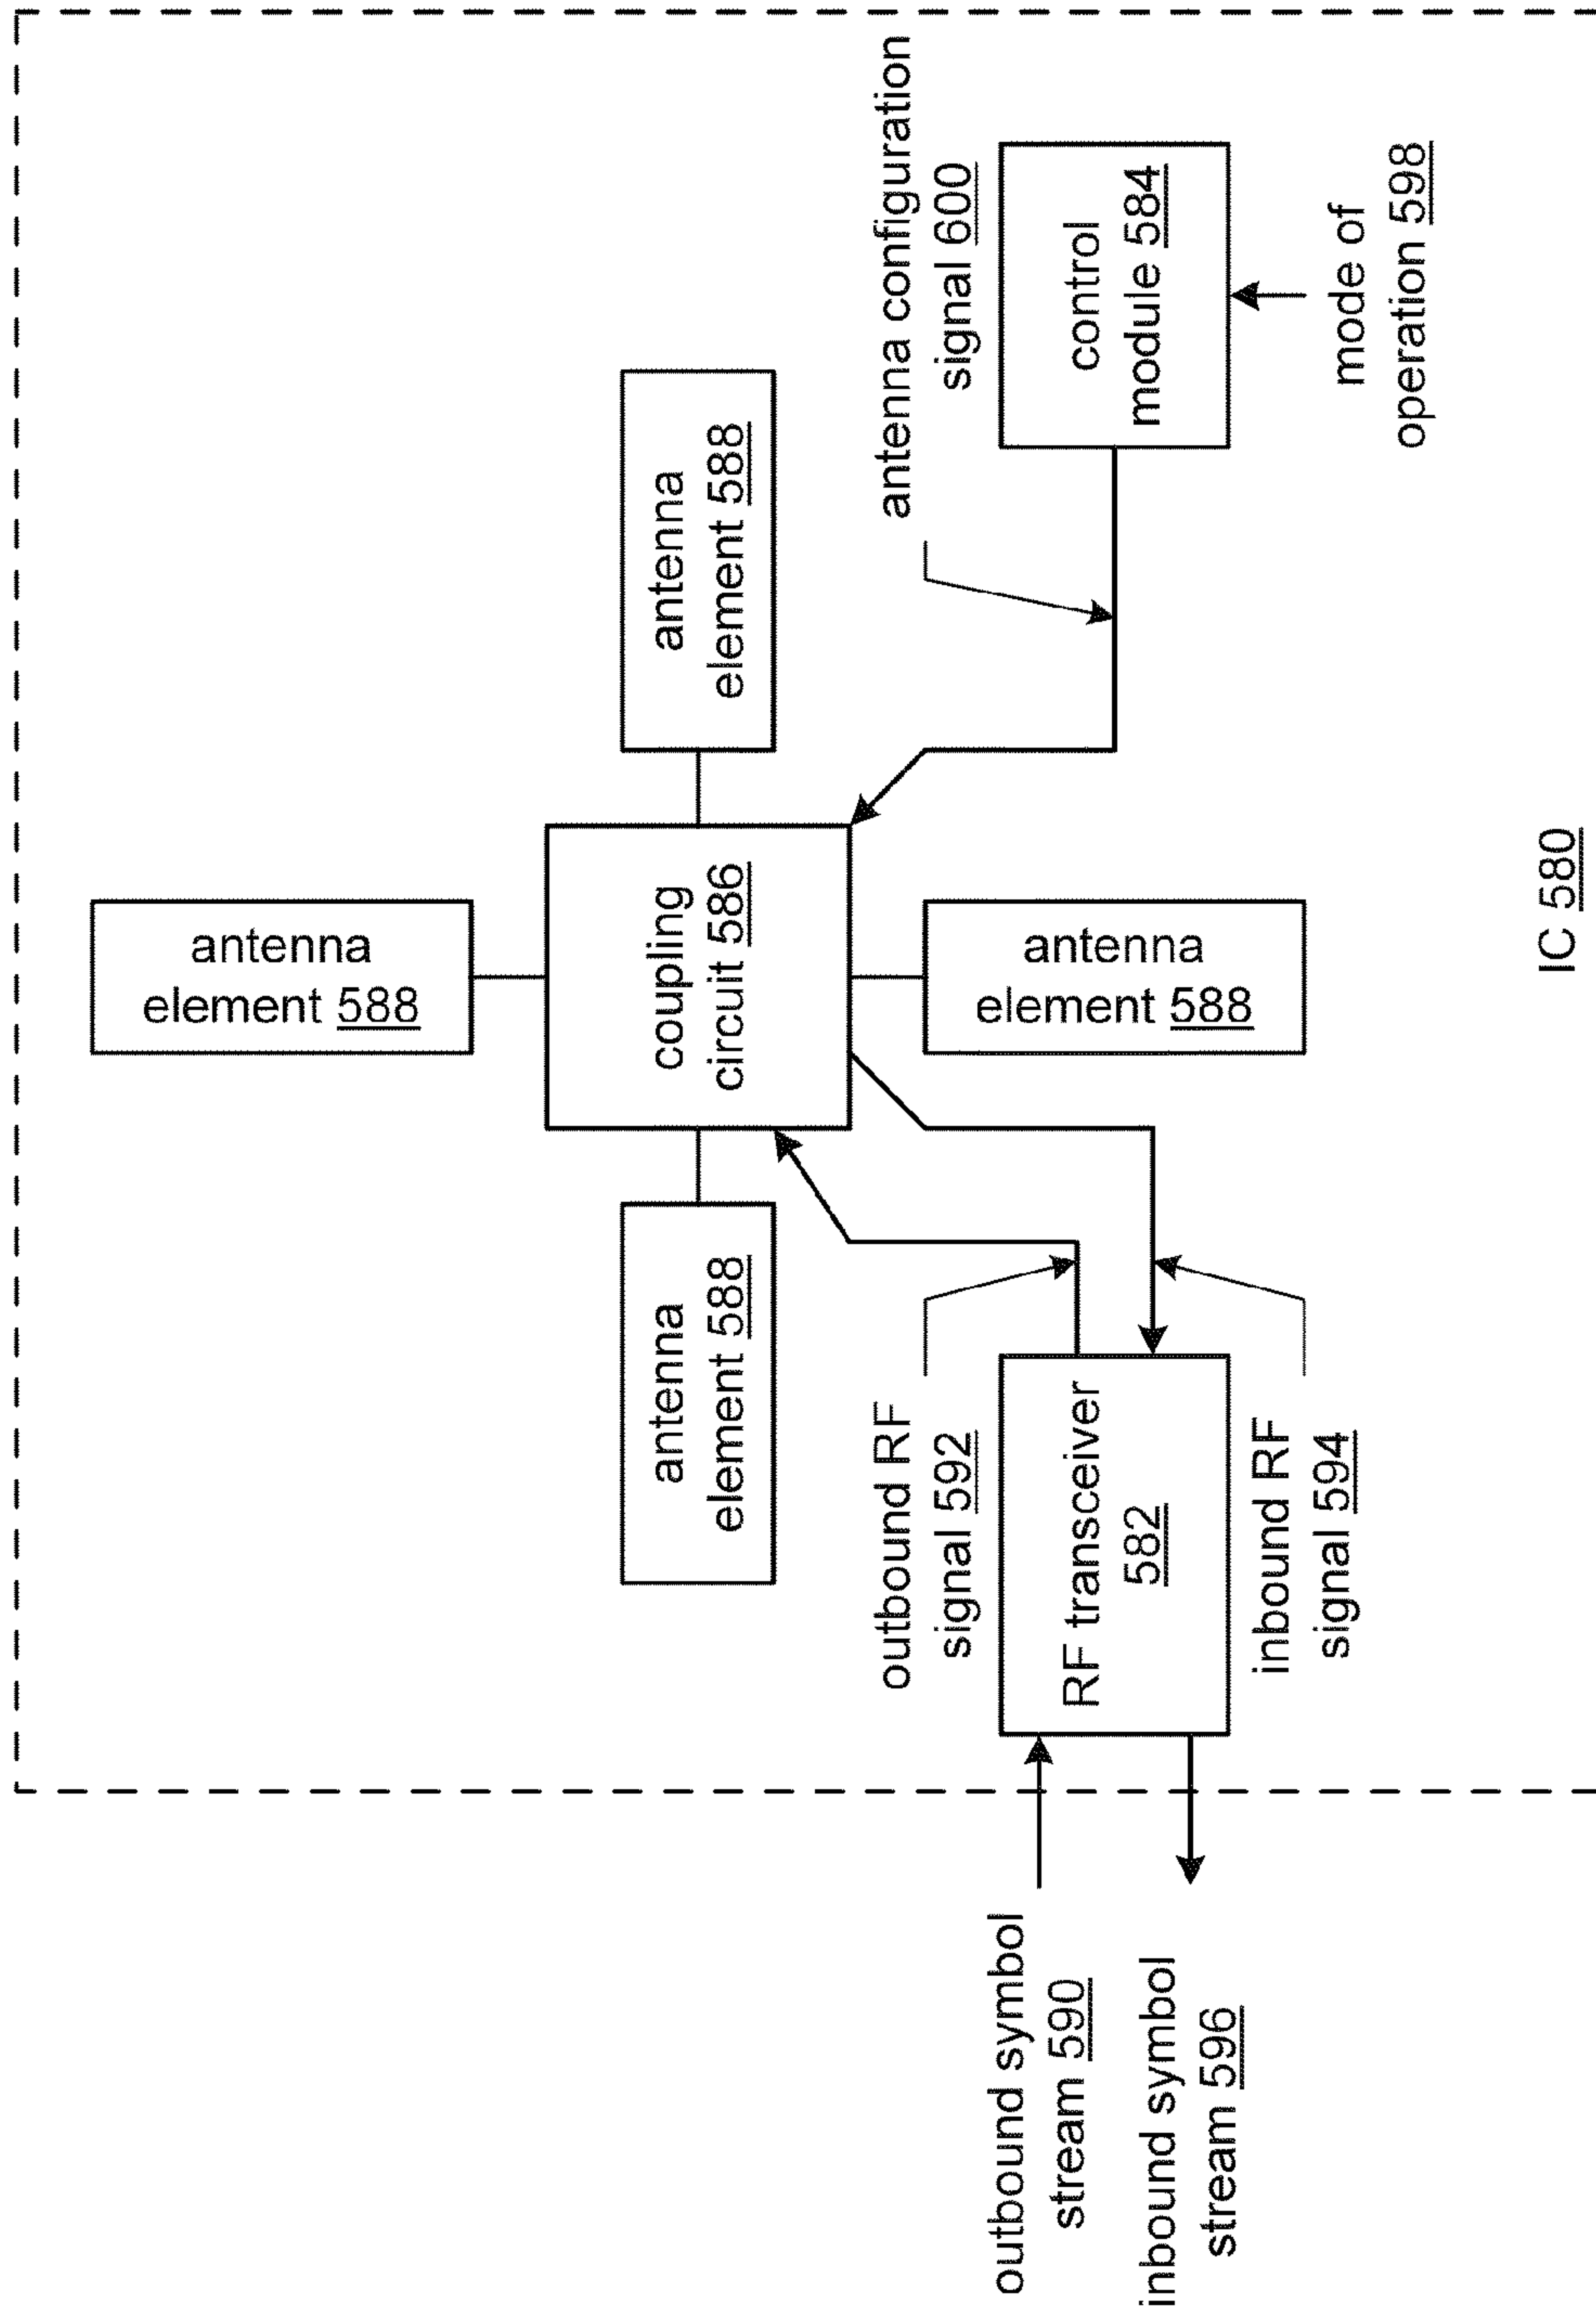 antenna
element 588
antenna
element 588
coupling
circuit 586
antenna
element 588
antenna
element 588
outbound RF
signal 592
antenna configuration
signal 600
outbound symbol
stream 590
RF transceiver
582
control
module 584
inbound symbol
stream 596
inbound RF
signal 594
mode of
operation 598
IC 580